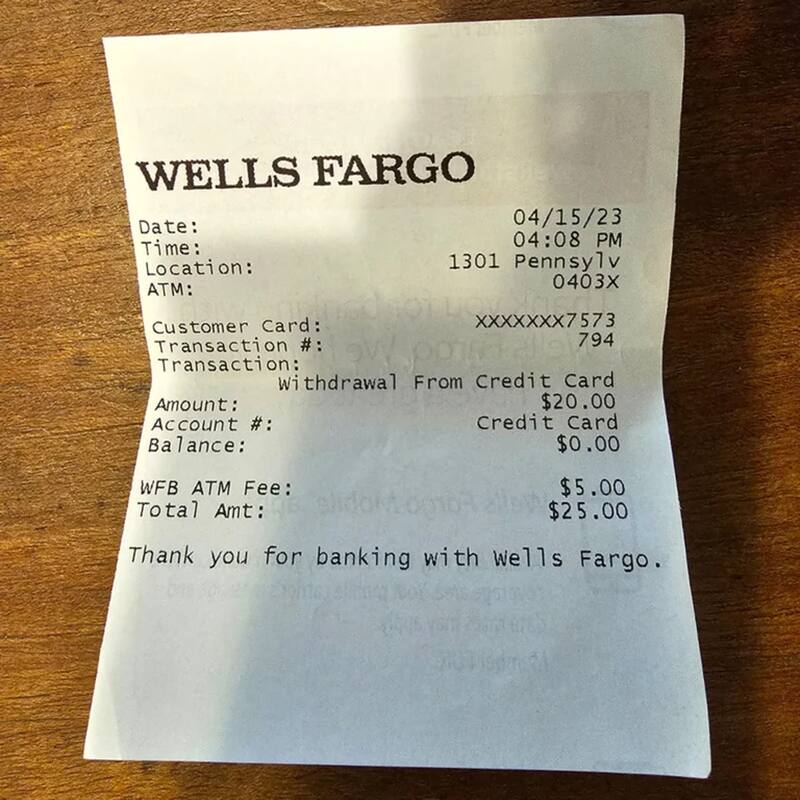 WELLS FARGO
Date: 04/15/23
Time: 04:08 PM
Location: 1301 Pennsylv
ATM: 0403X
Customer Card: XXXXXXX7573
Transaction #: 794
Transaction:
Withdrawal From Credit Card
Amount: $20.00
Account #: Credit Card
Balance: $0.00
WFB ATM Fee: $5.00
Total Amt: $25.00
Thank you for banking with Wells Fargo.